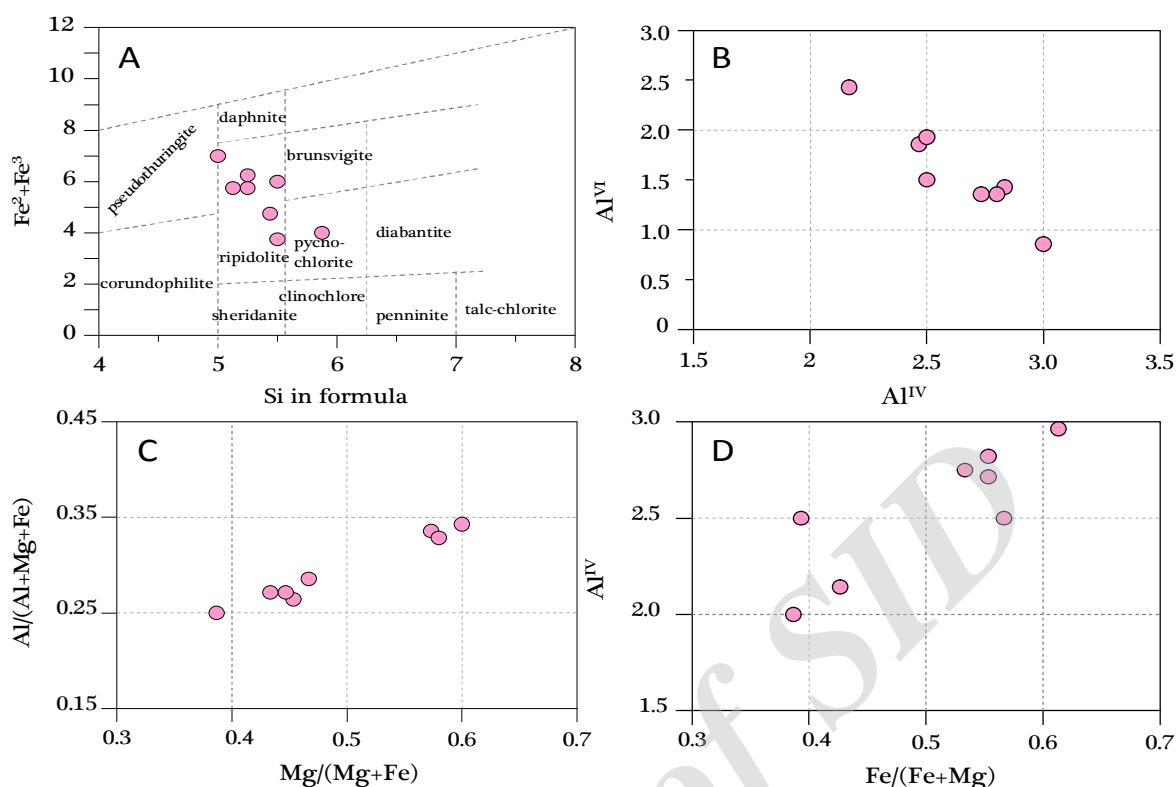 A
12
10
8
6
4
2
0
Fe²+Fe³
daphnite
pseudothuringite
brunsvigite
diabantite
ripidolite
pycno-
chlorite
corundophilite
clinochlore
sheridanite
penninite
talc-chlorite
4
5
6
7
8
Si in formula
B
3.0
2.5
2.0
1.5
1.0
0.5
0
Alⱽᴵ
1.5
2
2.5
3.0
3.5
Alᴵⱽ
C
0.45
0.35
0.25
0.15
Al/(Al+Mg+Fe)
0.3
0.4
0.5
0.6
0.7
Mg/(Mg+Fe)
D
3.0
2.5
2.0
1.5
Alᴵⱽ
0.3
0.4
0.5
0.6
0.7
Fe/(Fe+Mg)
of SID